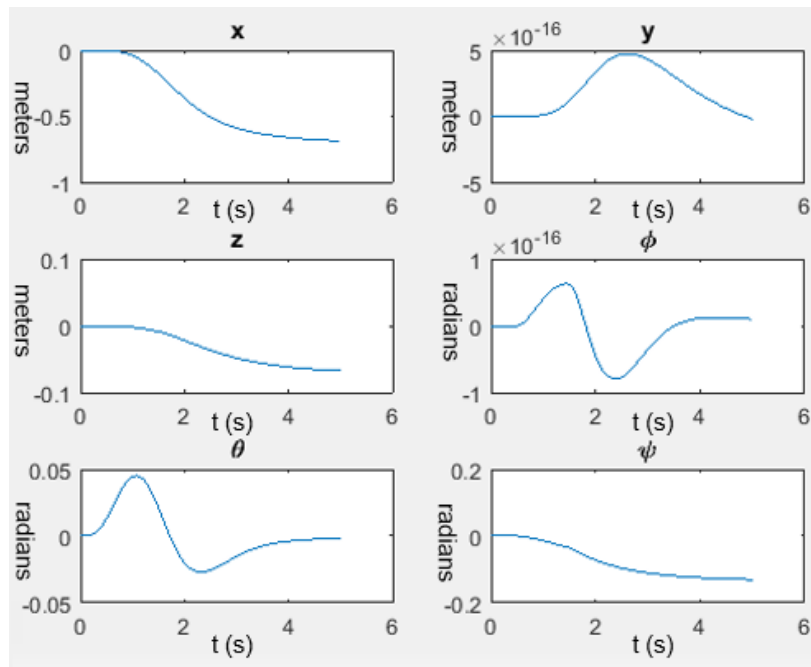 x
0
-0.5
-1
meters
0 2 4 6
t (s)
y
×10⁻¹⁶
5
0
-5
meters
0 2 4 6
t (s)
z
0.1
0
-0.1
meters
0 2 4 6
t (s)
ϕ
×10⁻¹⁶
1
0
-1
radians
0 2 4 6
t (s)
θ
0.05
0
-0.05
radians
0 2 4 6
t (s)
ψ
0.2
0
-0.2
radians
0 2 4 6
t (s)